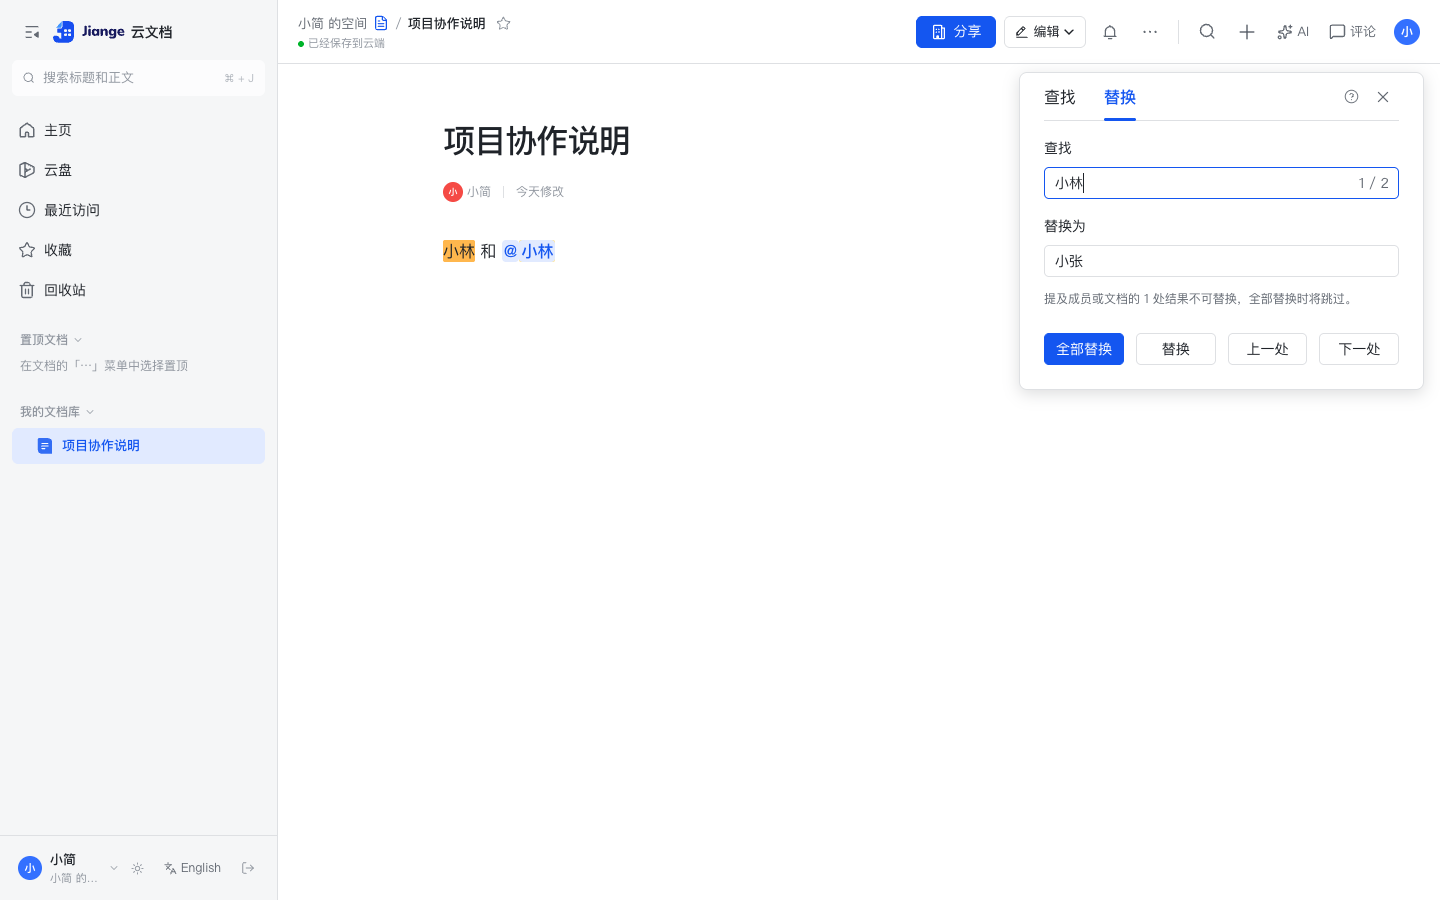 Jiange 云文档
搜索标题和正文 ⌘ + J
主页
云盘
最近访问
收藏
回收站
置顶文档
在文档的「···」菜单中选择置顶
我的文档库
项目协作说明
小 小简
小简 的...
English
小简 的空间 / 项目协作说明
已经保存到云端
分享
编辑
AI
评论
小
项目协作说明
小 小简 今天修改
小林 和 @小林
查找 替换
查找
小林 1 / 2
替换为
小张
提及成员或文档的 1 处结果不可替换，全部替换时将跳过。
全部替换 替换 上一处 下一处